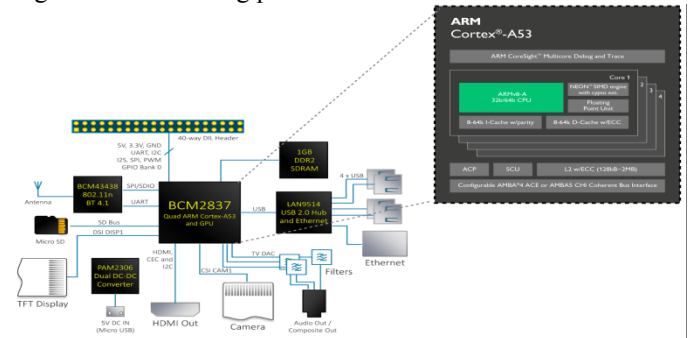 ARM
Cortex®-A53
ARM CoreSight™ Multicore Debug and Trace
Core 1
2
3
4
ARMv8-A
32b/64b CPU
NEON™ SIMD engine
with crypto ext.
Floating
Point Unit
8-64k I-Cache w/parity
8-64k D-Cache w/ECC
ACP
SCU
L2 w/ECC (128kB~2MB)
Configurable AMBA®4 ACE or AMBA5 CHI Coherent Bus Interface
40-way DIL Header
5V, 3.3V, GND
UART, I2C
I2S, SPI, PWM
GPIO Bank 0
1GB
DDR2
SDRAM
4 x USB
Antenna
BCM43438
802.11n
BT 4.1
SPI/SDIO
UART
BCM2837
Quad ARM Cortex-A53
and GPU
USB
LAN9514
USB 2.0 Hub
and Ethernet
Micro SD
SD Bus
DSI DISP1
TFT Display
PAM2306
Dual DC-DC
Converter
5V DC IN
(Micro USB)
HDMI,
CEC and
I2C
HDMI Out
CSI CAM1
Camera
TV DAC
Filters
Ethernet
Audio Out /
Composite Out